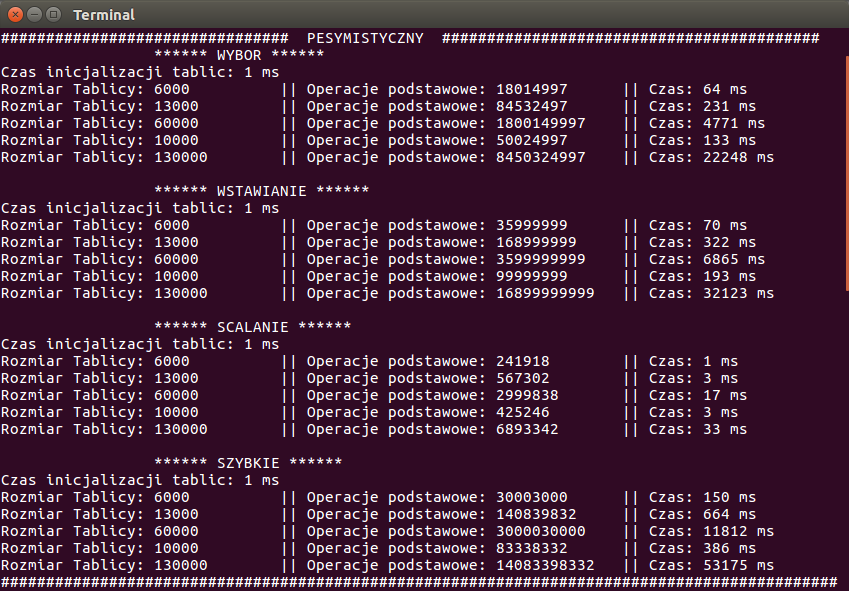 Terminal
################################ PESYMISTYCZNY ##########################################
****** WYBOR ******
Czas inicjalizacji tablic: 1 ms
Rozmiar Tablicy: 6000 || Operacje podstawowe: 18014997 || Czas: 64 ms
Rozmiar Tablicy: 13000 || Operacje podstawowe: 84532497 || Czas: 231 ms
Rozmiar Tablicy: 60000 || Operacje podstawowe: 1800149997 || Czas: 4771 ms
Rozmiar Tablicy: 10000 || Operacje podstawowe: 50024997 || Czas: 133 ms
Rozmiar Tablicy: 130000 || Operacje podstawowe: 8450324997 || Czas: 22248 ms
****** WSTAWIANIE ******
Czas inicjalizacji tablic: 1 ms
Rozmiar Tablicy: 6000 || Operacje podstawowe: 35999999 || Czas: 70 ms
Rozmiar Tablicy: 13000 || Operacje podstawowe: 168999999 || Czas: 322 ms
Rozmiar Tablicy: 60000 || Operacje podstawowe: 3599999999 || Czas: 6865 ms
Rozmiar Tablicy: 10000 || Operacje podstawowe: 99999999 || Czas: 193 ms
Rozmiar Tablicy: 130000 || Operacje podstawowe: 16899999999 || Czas: 32123 ms
****** SCALANIE ******
Czas inicjalizacji tablic: 1 ms
Rozmiar Tablicy: 6000 || Operacje podstawowe: 241918 || Czas: 1 ms
Rozmiar Tablicy: 13000 || Operacje podstawowe: 567302 || Czas: 3 ms
Rozmiar Tablicy: 60000 || Operacje podstawowe: 2999838 || Czas: 17 ms
Rozmiar Tablicy: 10000 || Operacje podstawowe: 425246 || Czas: 3 ms
Rozmiar Tablicy: 130000 || Operacje podstawowe: 6893342 || Czas: 33 ms
****** SZYBKIE ******
Czas inicjalizacji tablic: 1 ms
Rozmiar Tablicy: 6000 || Operacje podstawowe: 30003000 || Czas: 150 ms
Rozmiar Tablicy: 13000 || Operacje podstawowe: 140839832 || Czas: 664 ms
Rozmiar Tablicy: 60000 || Operacje podstawowe: 3000030000 || Czas: 11812 ms
Rozmiar Tablicy: 10000 || Operacje podstawowe: 83338332 || Czas: 386 ms
Rozmiar Tablicy: 130000 || Operacje podstawowe: 14083398332 || Czas: 53175 ms
#############################################################################################